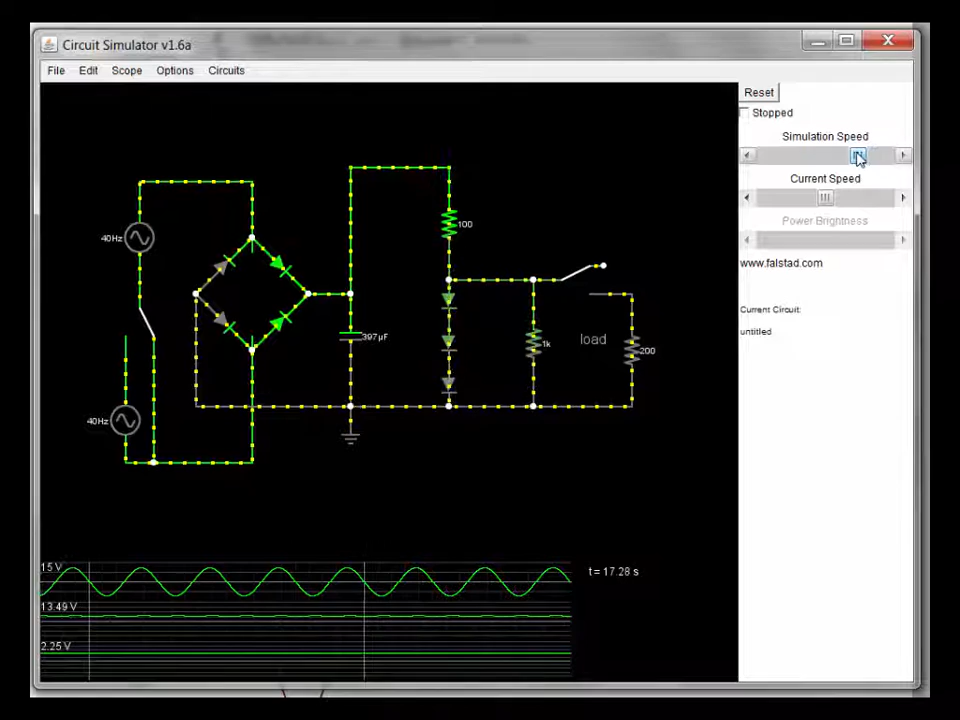 Circuit Simulator v1.6a
File Edit Scope Options Circuits
Reset
Stopped
Simulation Speed
Current Speed
Power Brightness
www.falstad.com
Current Circuit:
untitled
100
40Hz
397μF
1k
load
200
40Hz
15 V
t = 17.28 s
13.49 V
2.25 V